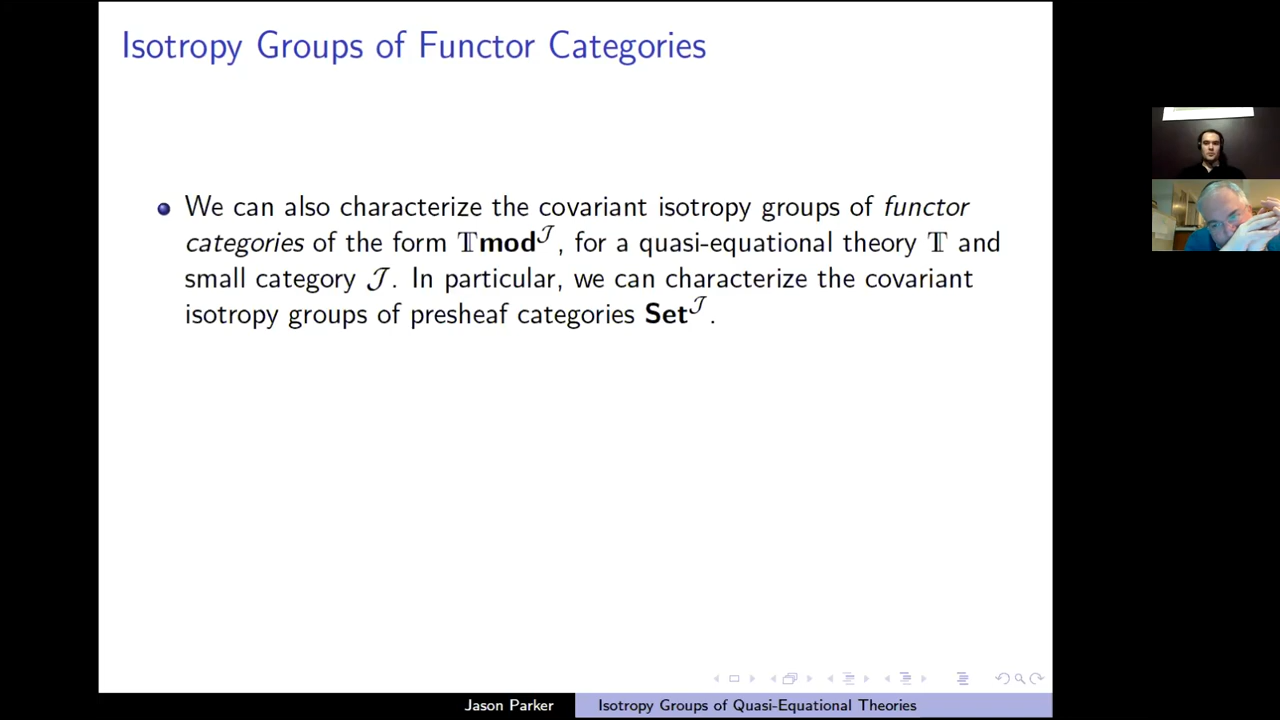 Isotropy Groups of Functor Categories
We can also characterize the covariant isotropy groups of functor
categories of the form 𝕋mod^𝒥, for a quasi-equational theory 𝕋 and
small category 𝒥. In particular, we can characterize the covariant
isotropy groups of presheaf categories Set^𝒥.
Jason Parker
Isotropy Groups of Quasi-Equational Theories